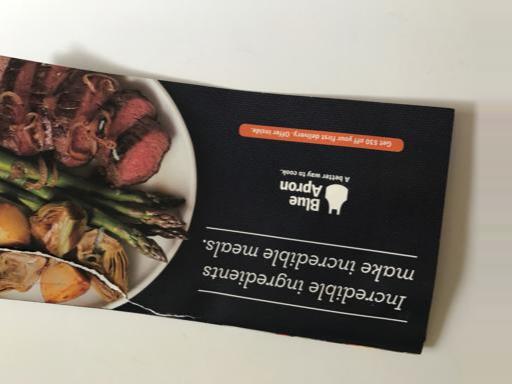 Incredible ingredients
make incredible meals.
Blue
Apron
A better way to cook.
Get $30 off your first delivery. Offer inside.